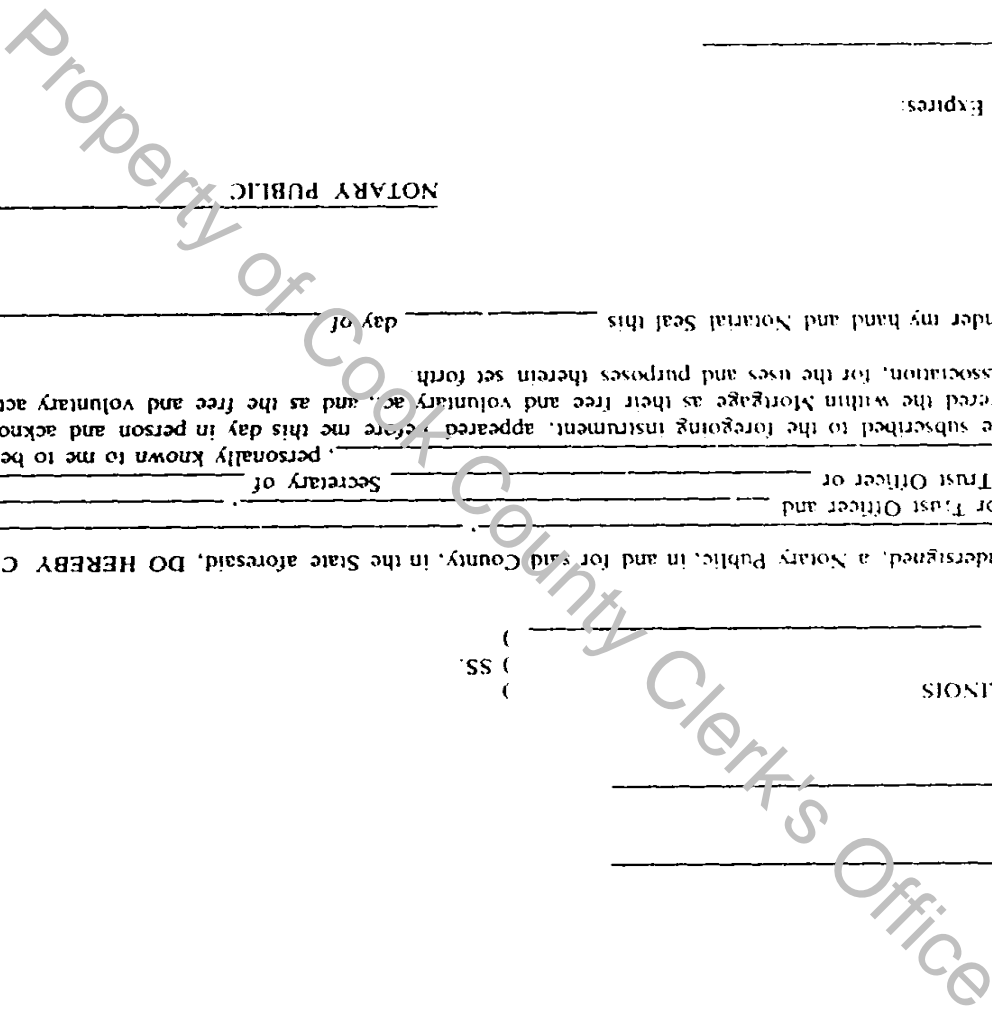 LINOIS
)
) SS.
)
ndersigned, a Notary Public, in and for said County, in the State aforesaid, DO HEREBY C
or Trust Officer and
Trust Officer or Secretary of
, personally known to me to be
e subscribed to the foregoing instrument, appeared before me this day in person and ackno
ered the within Mortgage as their free and voluntary act, and as the free and voluntary act
ssociation, for the uses and purposes therein set forth.
nder my hand and Notarial Seal this day of
NOTARY PUBLIC
Expires:
Property of Cook County Clerk's Office